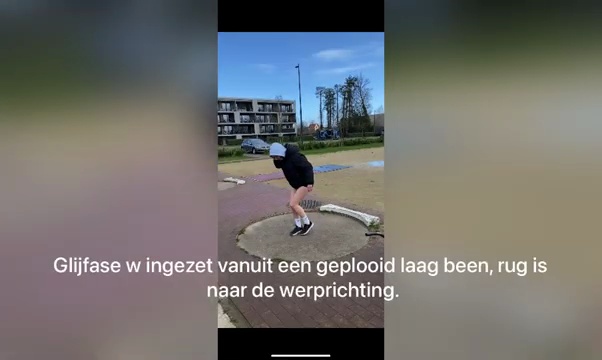 Glijfase w ingezet vanuit een geplooid laag been, rug is
naar de werprichting.